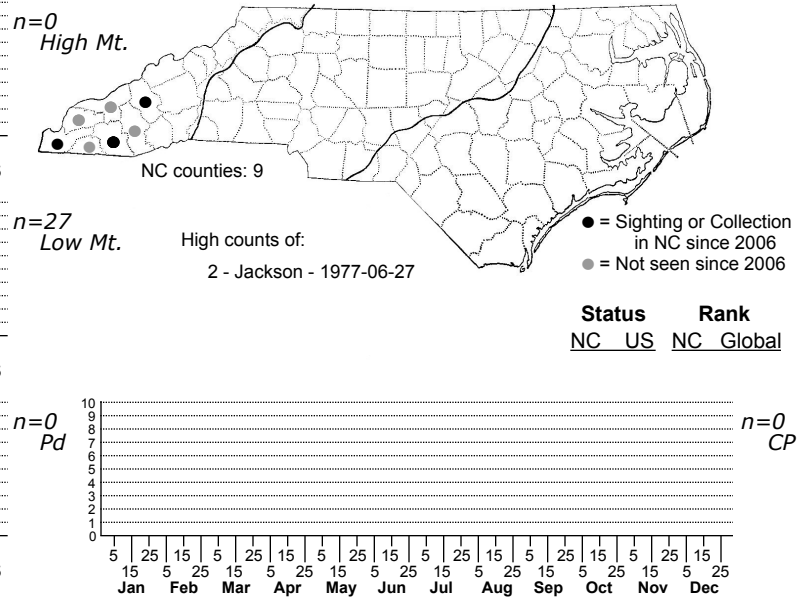 n=0
High Mt.
NC counties: 9
n=27
Low Mt.
High counts of:
2 - Jackson - 1977-06-27
= Sighting or Collection
in NC since 2006
= Not seen since 2006
Status Rank
NC US NC Global
n=0
Pd
n=0
CP
10
9
8
7
6
5
4
3
2
1
0
5 25 15 5 25 15 5 25 15 5 25 15 5 25 15 5 25 15
15 5 25 15 5 25 15 5 25 15 5 25 15 5 25 15 5 25
Jan Feb Mar Apr May Jun Jul Aug Sep Oct Nov Dec